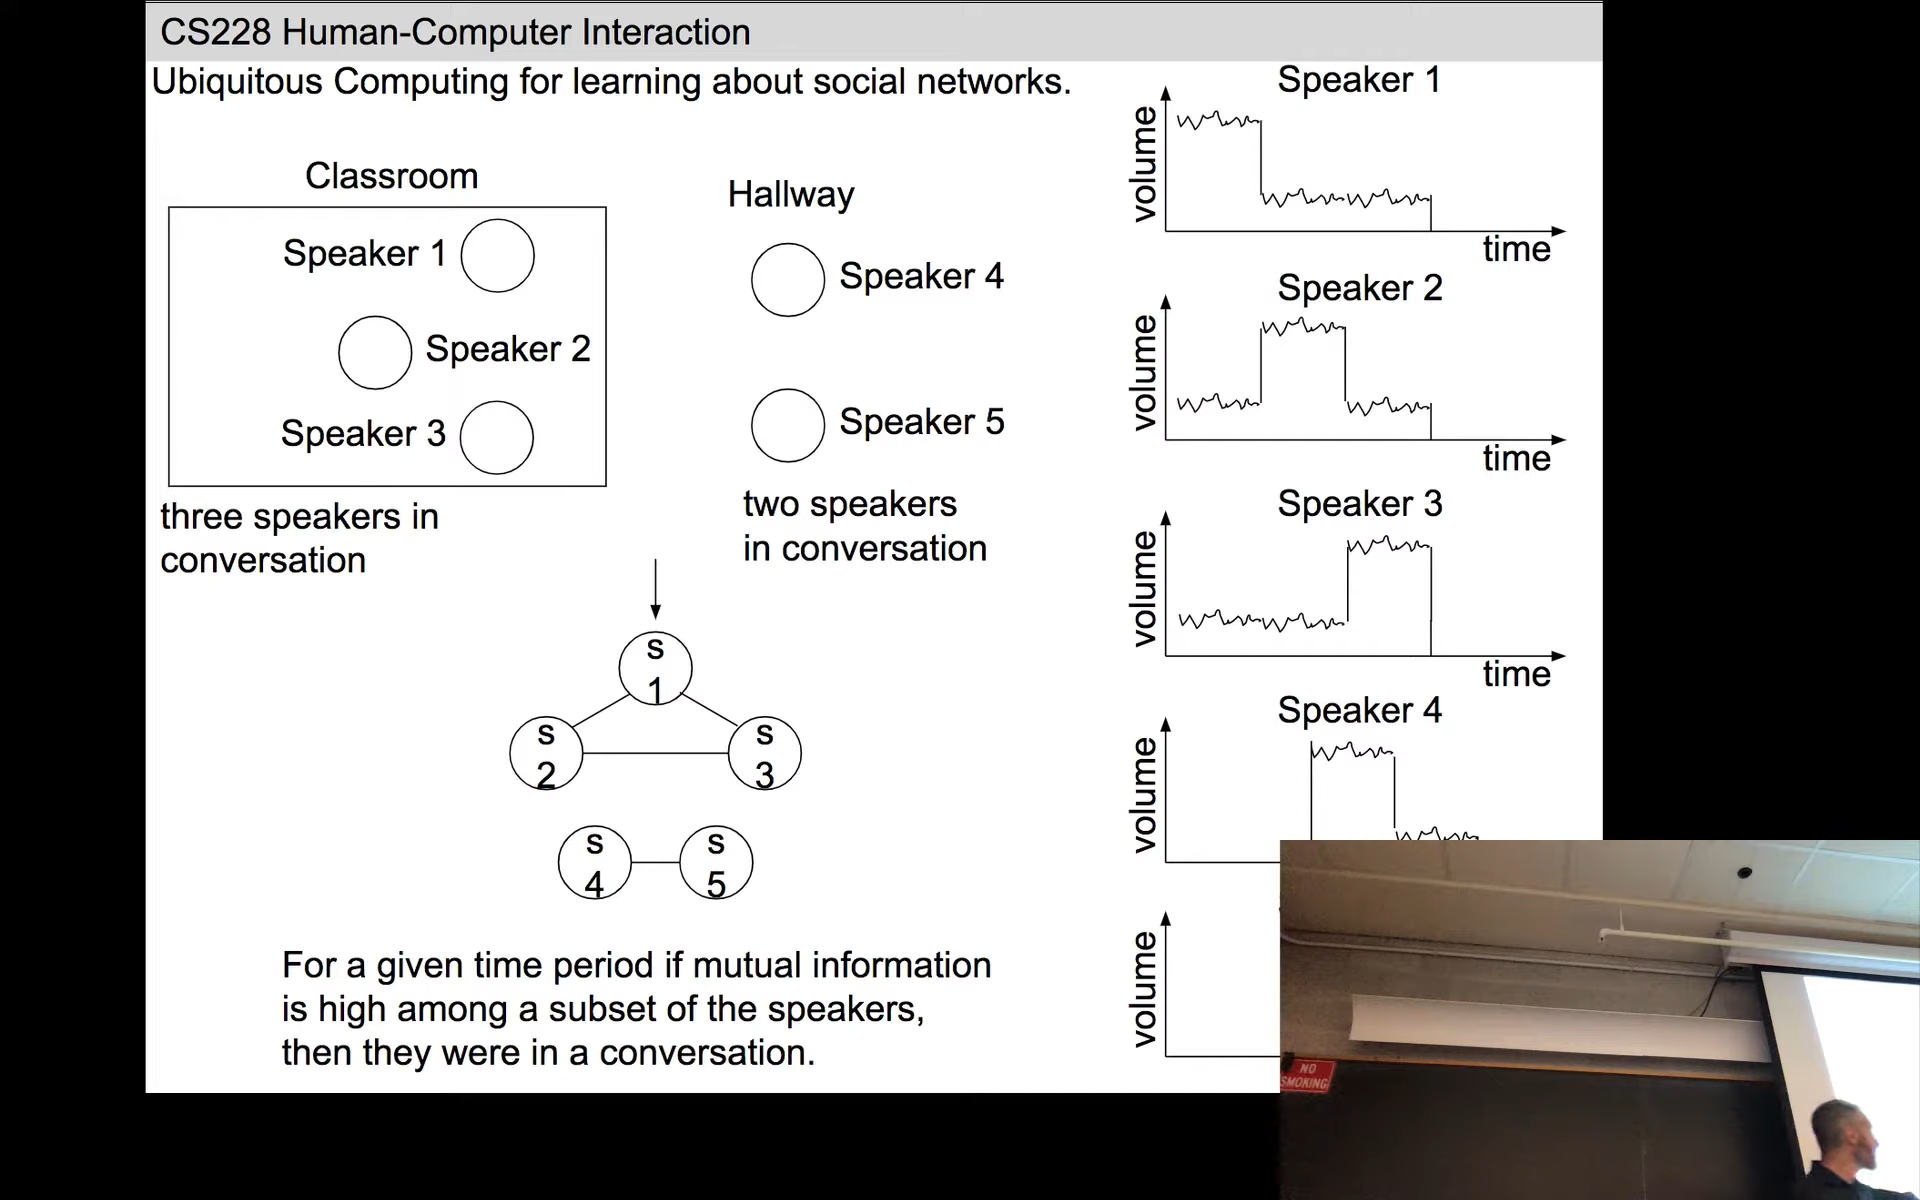 CS228 Human-Computer Interaction
Ubiquitous Computing for learning about social networks.
Classroom
Speaker 1
Speaker 2
Speaker 3
three speakers in
conversation
Hallway
Speaker 4
Speaker 5
two speakers
in conversation
s
1
s
2
s
3
s
4
s
5
For a given time period if mutual information
is high among a subset of the speakers,
then they were in a conversation.
Speaker 1
volume
time
Speaker 2
volume
time
Speaker 3
volume
time
Speaker 4
volume
volume
NO
SMOKING